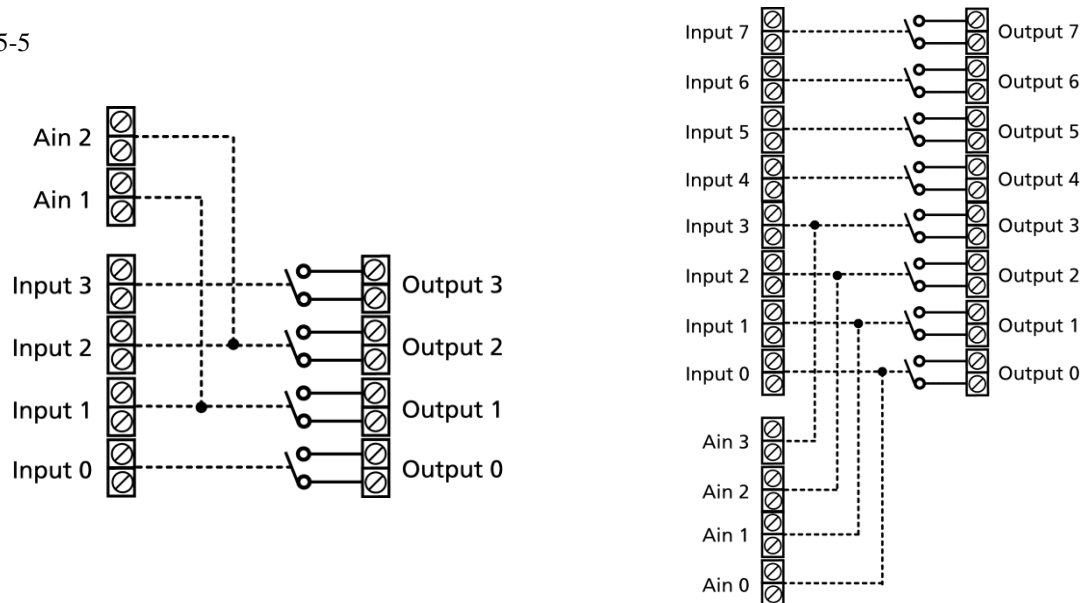 5-5
Ain 2
Ain 1
Input 3 Output 3
Input 2 Output 2
Input 1 Output 1
Input 0 Output 0
Input 7 Output 7
Input 6 Output 6
Input 5 Output 5
Input 4 Output 4
Input 3 Output 3
Input 2 Output 2
Input 1 Output 1
Input 0 Output 0
Ain 3
Ain 2
Ain 1
Ain 0